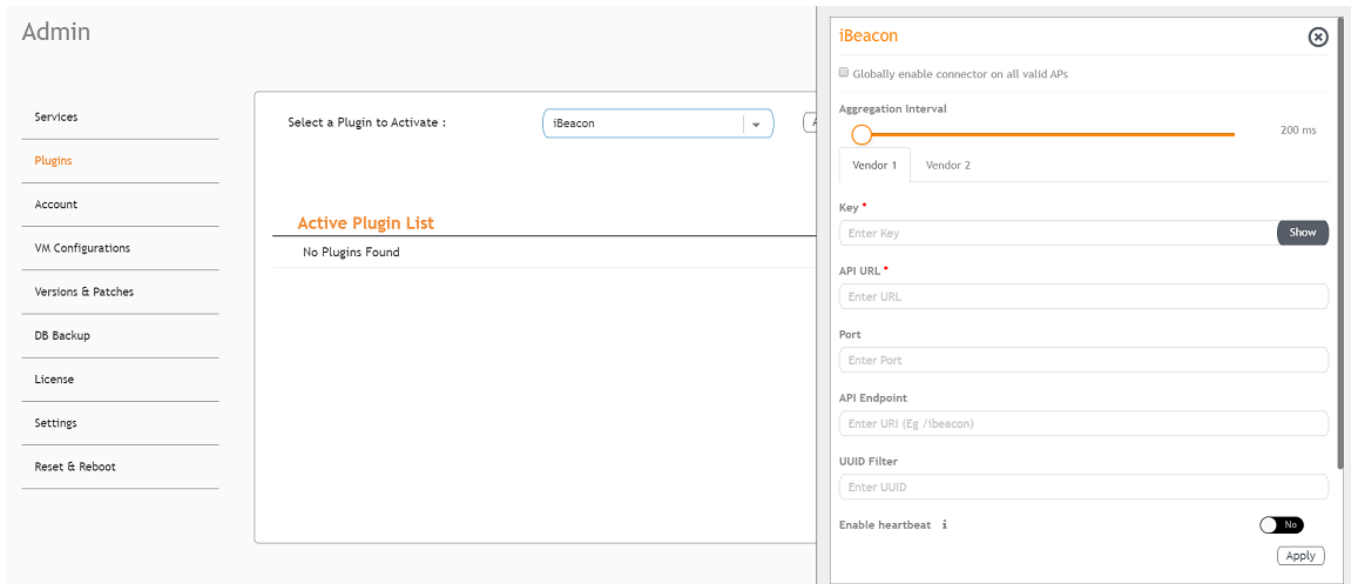 Admin
Services
Plugins
Account
VM Configurations
Versions & Patches
DB Backup
License
Settings
Reset & Reboot
Select a Plugin to Activate :
iBeacon
Active Plugin List
No Plugins Found
iBeacon
Globally enable connector on all valid APs
Aggregation Interval
200 ms
Vendor 1 Vendor 2
Key *
Enter Key Show
API URL *
Enter URL
Port
Enter Port
API Endpoint
Enter URI (Eg /ibeacon)
UUID Filter
Enter UUID
Enable heartbeat i No
Apply